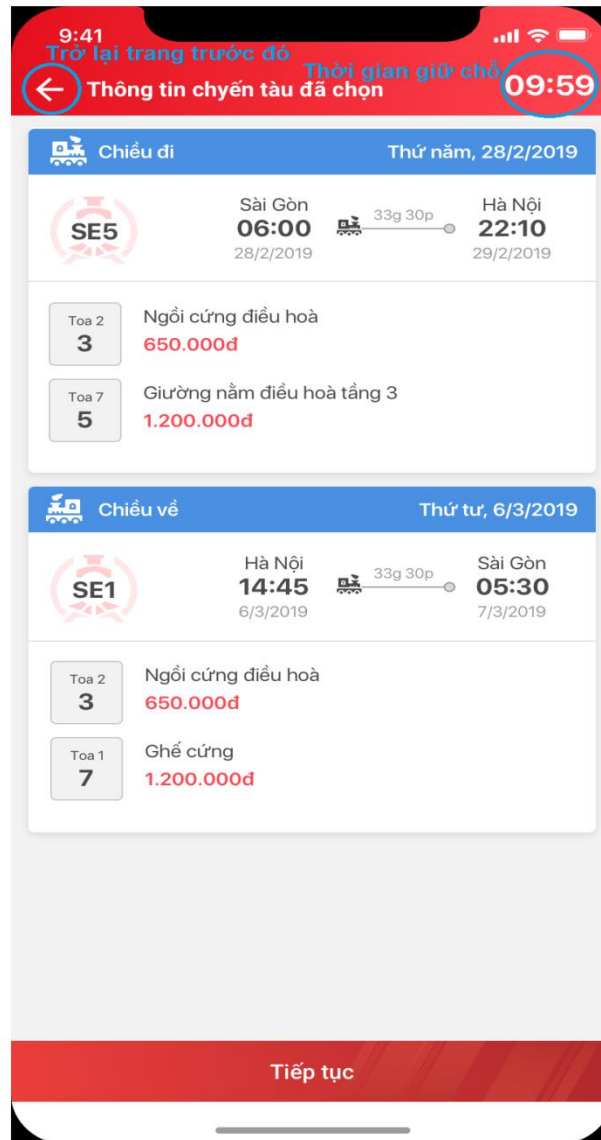 9:41
Trở lại trang trước đó
Thời gian giữ chỗ
Thông tin chyến tàu đã chọn
09:59
Chiều đi
Thứ năm, 28/2/2019
SE5
Sài Gòn
06:00
28/2/2019
33g 30p
Hà Nội
22:10
29/2/2019
Toa 2
3
Ngồi cứng điều hoà
650.000đ
Toa 7
5
Giường nằm điều hoà tầng 3
1.200.000đ
Chiều về
Thứ tư, 6/3/2019
SE1
Hà Nội
14:45
6/3/2019
33g 30p
Sài Gòn
05:30
7/3/2019
Toa 2
3
Ngồi cứng điều hoà
650.000đ
Toa 1
7
Ghế cứng
1.200.000đ
Tiếp tục